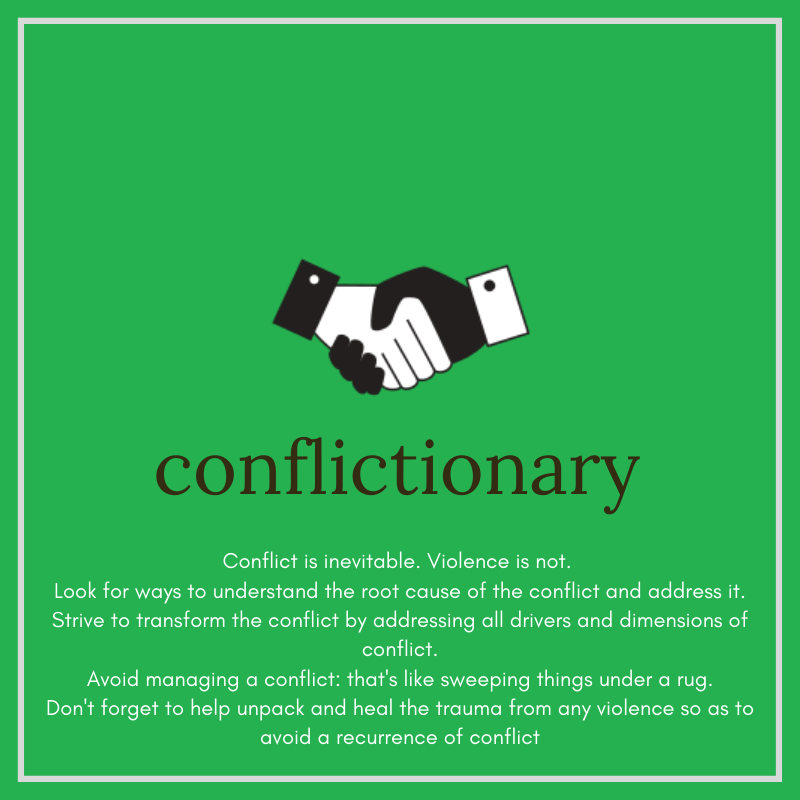 conflictionary
Conflict is inevitable. Violence is not.
Look for ways to understand the root cause of the conflict and address it.
Strive to transform the conflict by addressing all drivers and dimensions of
conflict.
Avoid managing a conflict: that's like sweeping things under a rug.
Don't forget to help unpack and heal the trauma from any violence so as to
avoid a recurrence of conflict